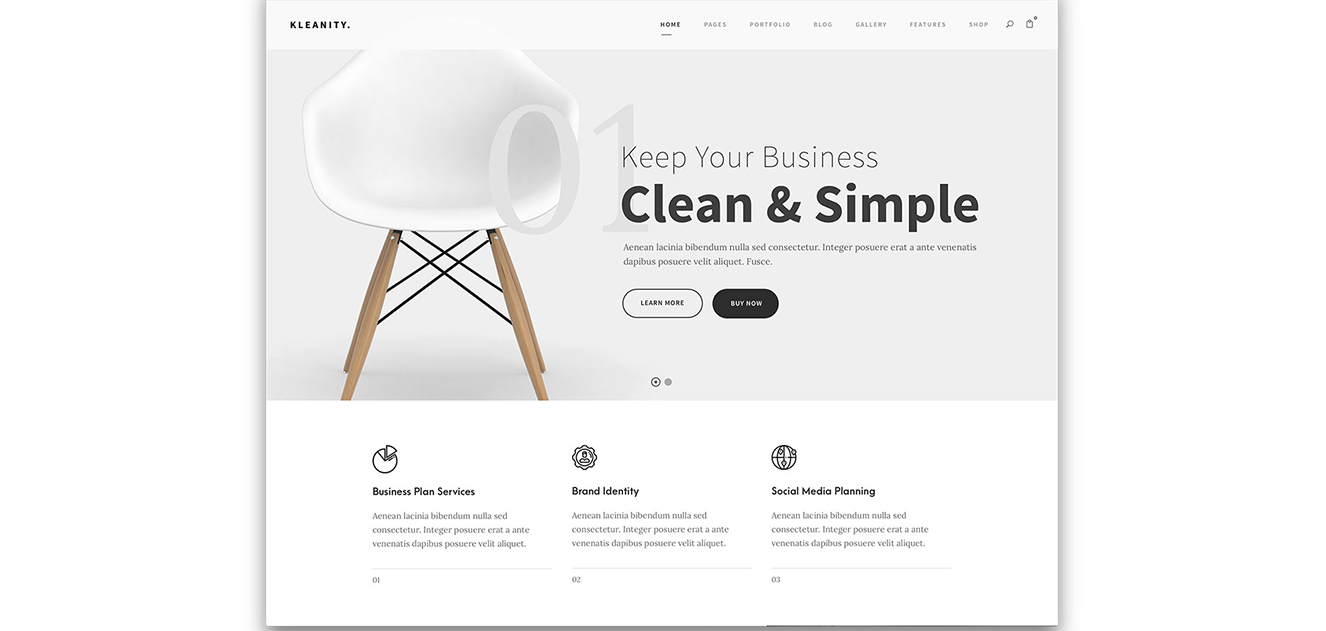 KLEANITY.
HOME PAGES PORTFOLIO BLOG GALLERY FEATURES SHOP
01
Keep Your Business
Clean & Simple
Aenean lacinia bibendum nulla sed consectetur. Integer posuere erat a ante venenatis
dapibus posuere velit aliquet. Fusce.
LEARN MORE BUY NOW
Business Plan Services
Aenean lacinia bibendum nulla sed
consectetur. Integer posuere erat a ante
venenatis dapibus posuere velit aliquet.
01
Brand Identity
Aenean lacinia bibendum nulla sed
consectetur. Integer posuere erat a ante
venenatis dapibus posuere velit aliquet.
02
Social Media Planning
Aenean lacinia bibendum nulla sed
consectetur. Integer posuere erat a ante
venenatis dapibus posuere velit aliquet.
03